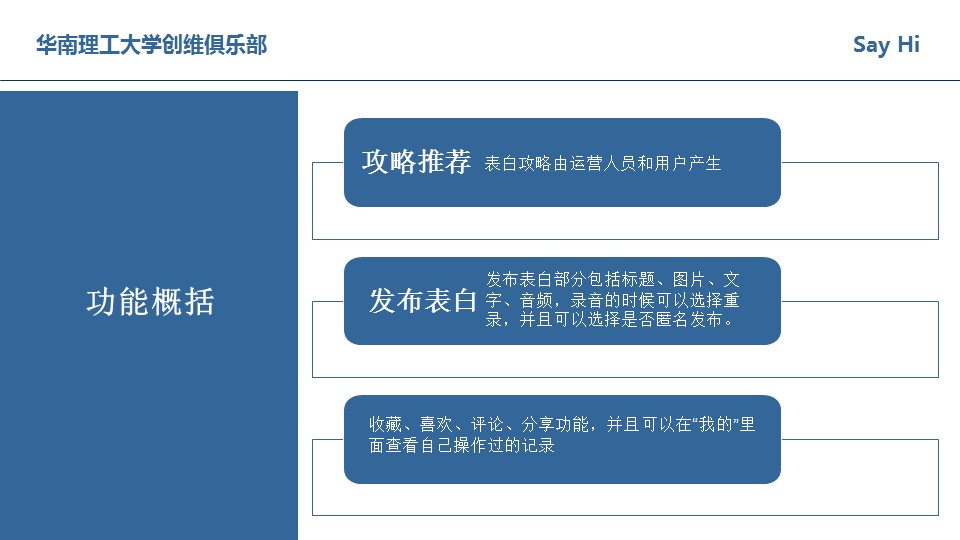 华南理工大学创维俱乐部
Say Hi
功能概括
攻略推荐 表白攻略由运营人员和用户产生
发布表白
发布表白部分包括标题、图片、文
字、音频，录音的时候可以选择重
录，并且可以选择是否匿名发布。
收藏、喜欢、评论、分享功能，并且可以在“我的”里
面查看自己操作过的记录